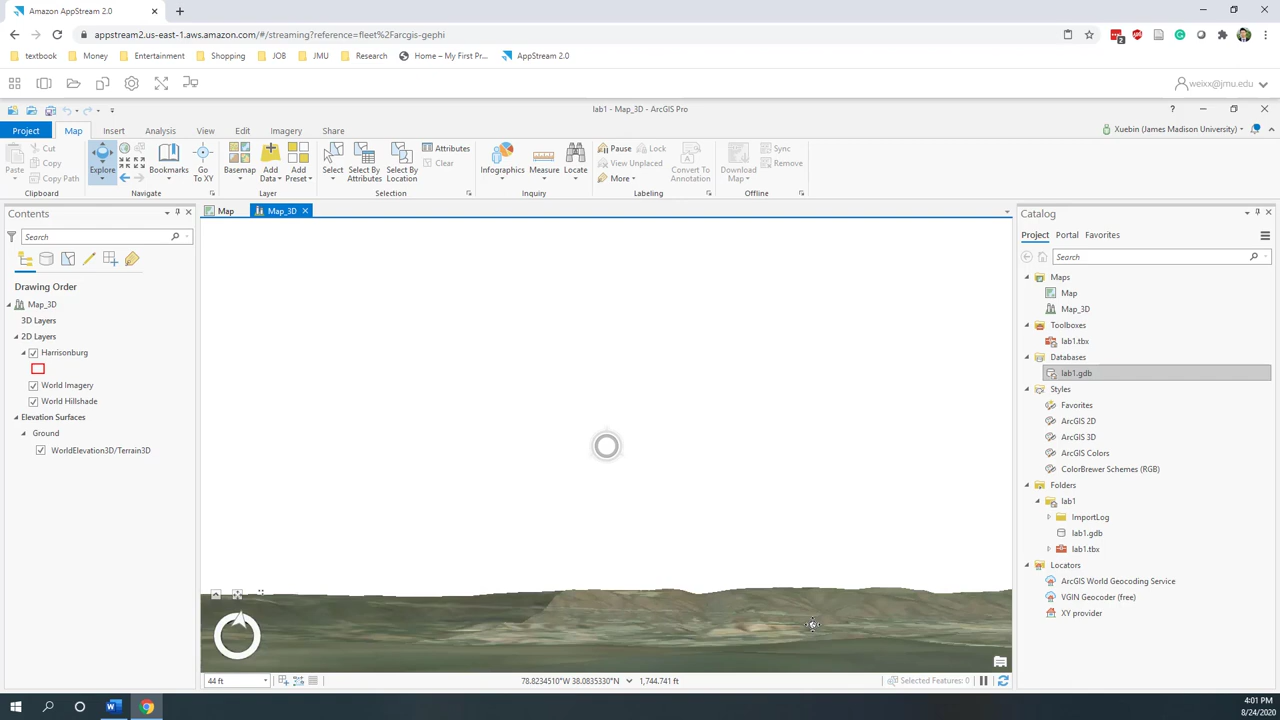 Amazon AppStream 2.0
appstream2.us-east-1.aws.amazon.com/#/streaming?reference=fleet%2Farcgis-gephi
textbook Money Entertainment Shopping JOB JMU Research Home – My First Pr... AppStream 2.0
weixx@jmu.edu
lab1 - Map_3D - ArcGIS Pro
Project Map Insert Analysis View Edit Imagery Share
Xuebin (James Madison University)
Paste Cut Copy Copy Path Explore Bookmarks Go To XY Basemap Add Data Add Preset Select Select By Attributes Select By Location Attributes Clear Infographics Measure Locate Pause Lock View Unplaced More Convert To Annotation Download Map Sync Remove
Clipboard Navigate Layer Selection Inquiry Labeling Offline
Contents
Search
Drawing Order
Map_3D
3D Layers
2D Layers
Harrisonburg
World Imagery
World Hillshade
Elevation Surfaces
Ground
WorldElevation3D/Terrain3D
Map Map_3D
44 ft 78.8234510°W 38.0835330°N 1,744.741 ft Selected Features: 0
Catalog
Project Portal Favorites
Search
Maps
Map
Map_3D
Toolboxes
lab1.tbx
Databases
lab1.gdb
Styles
Favorites
ArcGIS 2D
ArcGIS 3D
ArcGIS Colors
ColorBrewer Schemes (RGB)
Folders
lab1
ImportLog
lab1.gdb
lab1.tbx
Locators
ArcGIS World Geocoding Service
VGIN Geocoder (free)
XY provider
4:01 PM
8/24/2020